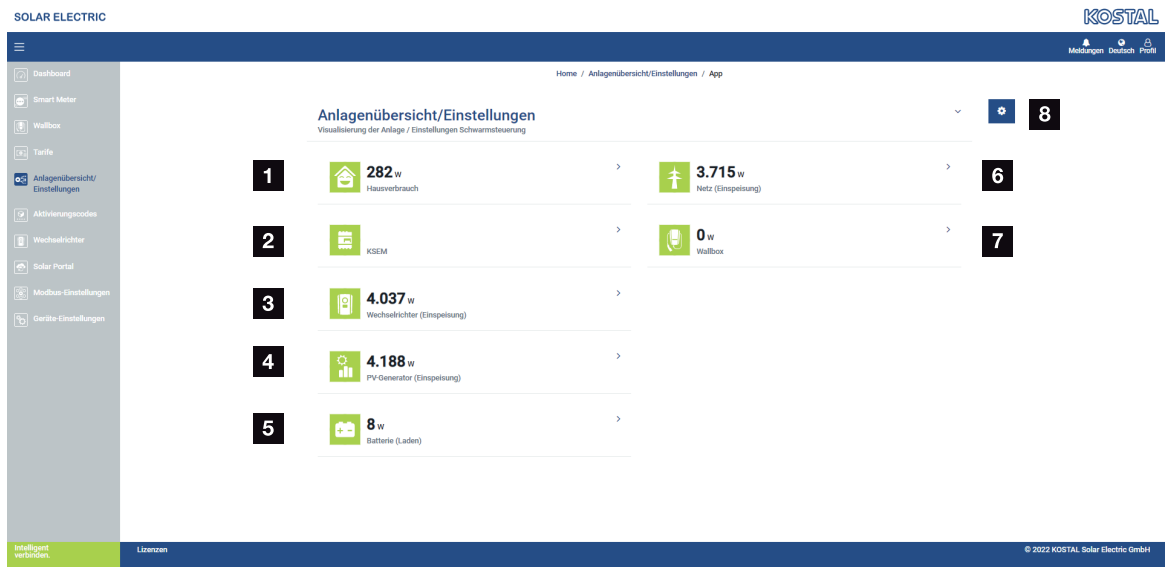 SOLAR ELECTRIC
KOSTAL
Meldungen Deutsch Profil
Dashboard
Smart Meter
Wallbox
Tarife
Anlagenübersicht/
Einstellungen
Aktivierungscodes
Wechselrichter
Solar Portal
Modbus-Einstellungen
Geräte-Einstellungen
Home / Anlagenübersicht/Einstellungen / App
Anlagenübersicht/Einstellungen
Visualisierung der Anlage / Einstellungen Schwarmsteuerung
8
1
282 w
Hausverbrauch
3.715 w
Netz (Einspeisung)
6
2
KSEM
0 w
Wallbox
7
3
4.037 w
Wechselrichter (Einspeisung)
4
4.188 w
PV-Generator (Einspeisung)
5
8 w
Batterie (Laden)
Intelligent
verbinden.
Lizenzen
© 2022 KOSTAL Solar Electric GmbH